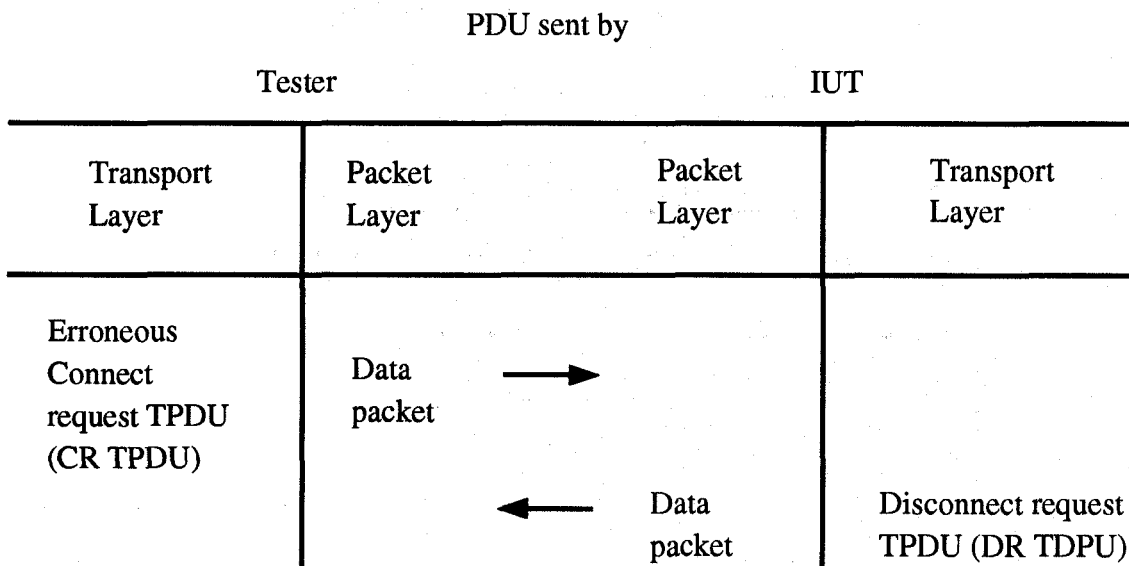 PDU sent by
Tester
IUT
Transport
Layer
Packet
Layer
Packet
Layer
Transport
Layer
Erroneous
Connect
request TPDU
(CR TPDU)
Data
packet
Data
packet
Disconnect request
TPDU (DR TDPU)